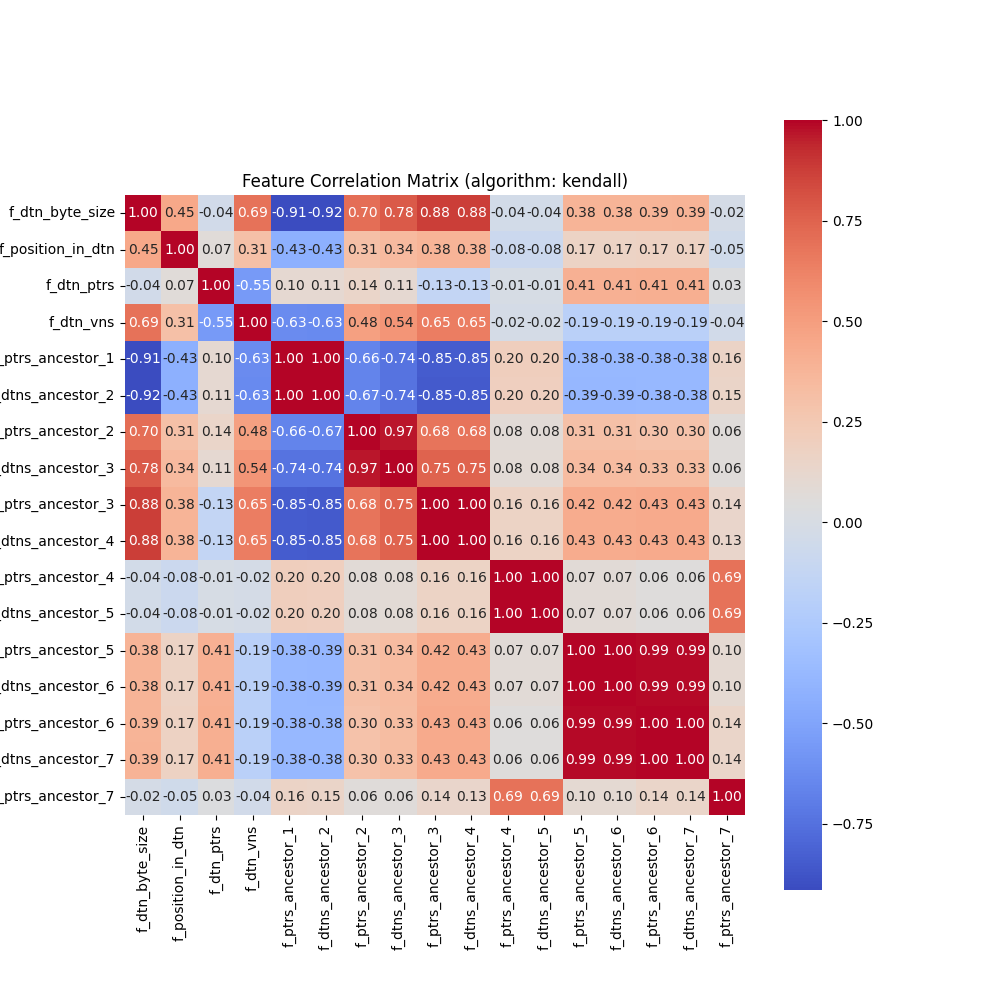 Feature Correlation Matrix (algorithm: kendall)
f_dtn_byte_size 1.00 0.45 -0.04 0.69 -0.91 -0.92 0.70 0.78 0.88 0.88 -0.04 -0.04 0.38 0.38 0.39 0.39 -0.02
f_position_in_dtn 0.45 1.00 0.07 0.31 -0.43 -0.43 0.31 0.34 0.38 0.38 -0.08 -0.08 0.17 0.17 0.17 0.17 -0.05
f_dtn_ptrs -0.04 0.07 1.00 -0.55 0.10 0.11 0.14 0.11 -0.13 -0.13 -0.01 -0.01 0.41 0.41 0.41 0.41 0.03
f_dtn_vns 0.69 0.31 -0.55 1.00 -0.63 -0.63 0.48 0.54 0.65 0.65 -0.02 -0.02 -0.19 -0.19 -0.19 -0.19 -0.04
_ptrs_ancestor_1 -0.91 -0.43 0.10 -0.63 1.00 1.00 -0.66 -0.74 -0.85 -0.85 0.20 0.20 -0.38 -0.38 -0.38 -0.38 0.16
_dtns_ancestor_2 -0.92 -0.43 0.11 -0.63 1.00 1.00 -0.67 -0.74 -0.85 -0.85 0.20 0.20 -0.39 -0.39 -0.38 -0.38 0.15
_ptrs_ancestor_2 0.70 0.31 0.14 0.48 -0.66 -0.67 1.00 0.97 0.68 0.68 0.08 0.08 0.31 0.31 0.30 0.30 0.06
_dtns_ancestor_3 0.78 0.34 0.11 0.54 -0.74 -0.74 0.97 1.00 0.75 0.75 0.08 0.08 0.34 0.34 0.33 0.33 0.06
_ptrs_ancestor_3 0.88 0.38 -0.13 0.65 -0.85 -0.85 0.68 0.75 1.00 1.00 0.16 0.16 0.42 0.42 0.43 0.43 0.14
_dtns_ancestor_4 0.88 0.38 -0.13 0.65 -0.85 -0.85 0.68 0.75 1.00 1.00 0.16 0.16 0.43 0.43 0.43 0.43 0.13
_ptrs_ancestor_4 -0.04 -0.08 -0.01 -0.02 0.20 0.20 0.08 0.08 0.16 0.16 1.00 1.00 0.07 0.07 0.06 0.06 0.69
_dtns_ancestor_5 -0.04 -0.08 -0.01 -0.02 0.20 0.20 0.08 0.08 0.16 0.16 1.00 1.00 0.07 0.07 0.06 0.06 0.69
_ptrs_ancestor_5 0.38 0.17 0.41 -0.19 -0.38 -0.39 0.31 0.34 0.42 0.43 0.07 0.07 1.00 1.00 0.99 0.99 0.10
_dtns_ancestor_6 0.38 0.17 0.41 -0.19 -0.38 -0.39 0.31 0.34 0.42 0.43 0.07 0.07 1.00 1.00 0.99 0.99 0.10
_ptrs_ancestor_6 0.39 0.17 0.41 -0.19 -0.38 -0.38 0.30 0.33 0.43 0.43 0.06 0.06 0.99 0.99 1.00 1.00 0.14
_dtns_ancestor_7 0.39 0.17 0.41 -0.19 -0.38 -0.38 0.30 0.33 0.43 0.43 0.06 0.06 0.99 0.99 1.00 1.00 0.14
_ptrs_ancestor_7 -0.02 -0.05 0.03 -0.04 0.16 0.15 0.06 0.06 0.14 0.13 0.69 0.69 0.10 0.10 0.14 0.14 1.00
f_dtn_byte_size
f_position_in_dtn
f_dtn_ptrs
f_dtn_vns
f_ptrs_ancestor_1
f_dtns_ancestor_2
f_ptrs_ancestor_2
f_dtns_ancestor_3
f_ptrs_ancestor_3
f_dtns_ancestor_4
f_ptrs_ancestor_4
f_dtns_ancestor_5
f_ptrs_ancestor_5
f_dtns_ancestor_6
f_ptrs_ancestor_6
f_dtns_ancestor_7
f_ptrs_ancestor_7
1.00
0.75
0.50
0.25
0.00
−0.25
−0.50
−0.75